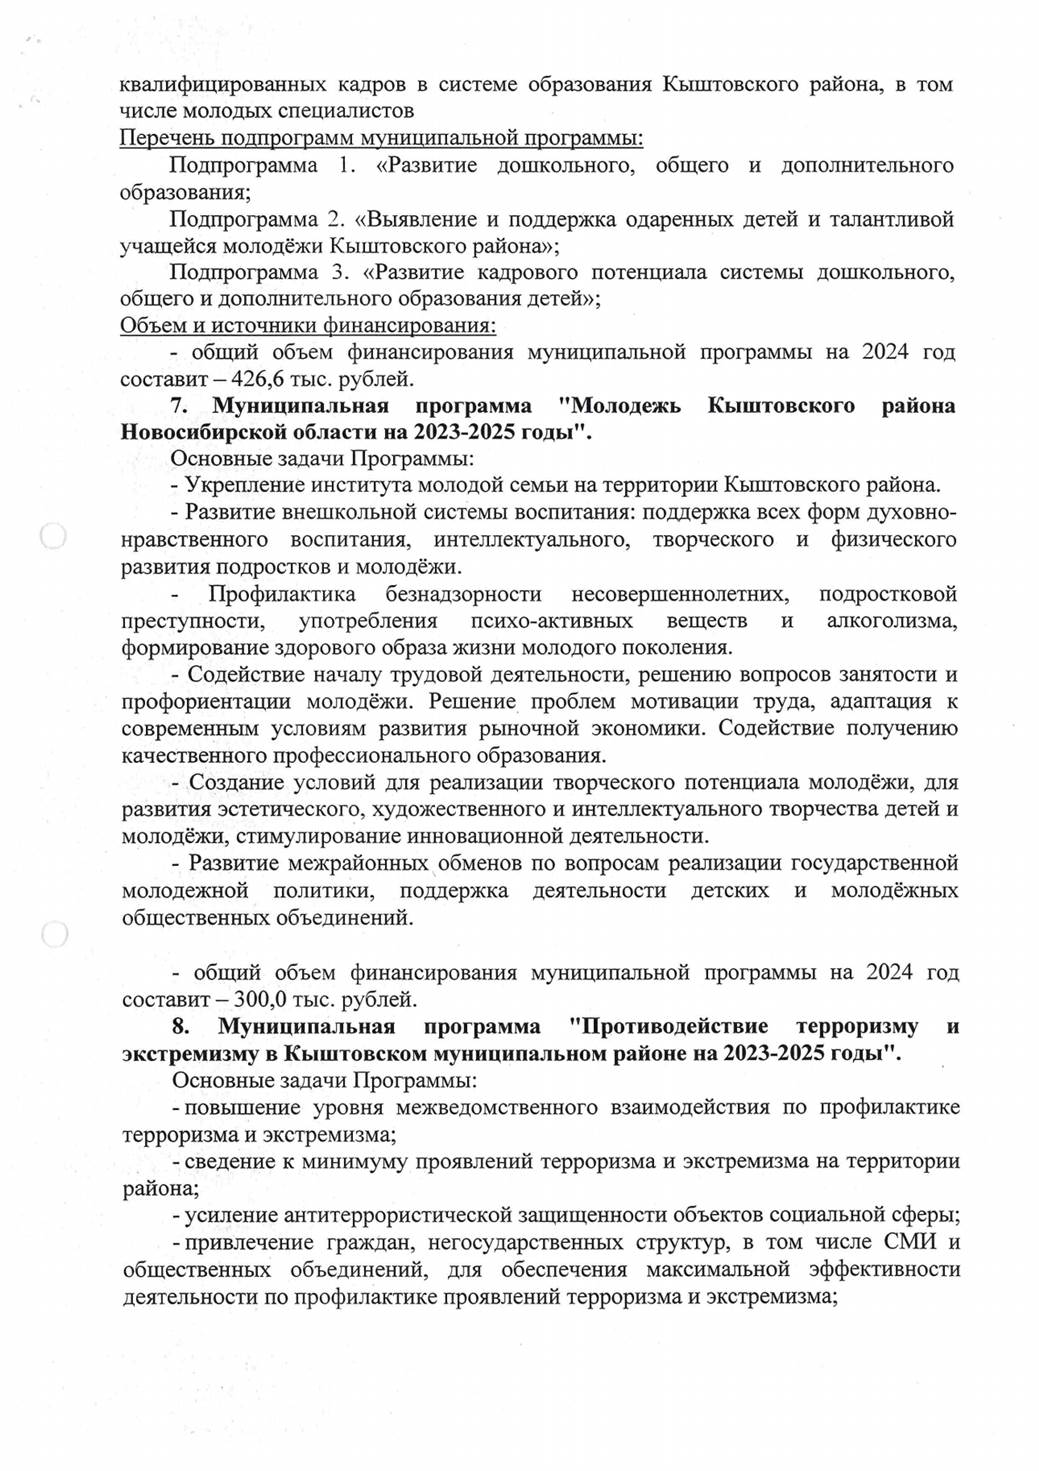 квалифицированных кадров в системе образования Кыштовского района, в том
числе молодых специалистов
Перечень подпрограмм муниципальной программы:
Подпрограмма 1. «Развитие дошкольного, общего и дополнительного
образования;
Подпрограмма 2. «Выявление и поддержка одаренных детей и талантливой
учащейся молодёжи Кыштовского района»;
Подпрограмма 3. «Развитие кадрового потенциала системы дошкольного,
общего и дополнительного образования детей»;
Объем и источники финансирования:
- общий объем финансирования муниципальной программы на 2024 год
составит – 426,6 тыс. рублей.
7. Муниципальная программа "Молодежь Кыштовского района
Новосибирской области на 2023-2025 годы".
Основные задачи Программы:
- Укрепление института молодой семьи на территории Кыштовского района.
- Развитие внешкольной системы воспитания: поддержка всех форм духовно-
нравственного воспитания, интеллектуального, творческого и физического
развития подростков и молодёжи.
- Профилактика безнадзорности несовершеннолетних, подростковой
преступности, употребления психо-активных веществ и алкоголизма,
формирование здорового образа жизни молодого поколения.
- Содействие началу трудовой деятельности, решению вопросов занятости и
профориентации молодёжи. Решение проблем мотивации труда, адаптация к
современным условиям развития рыночной экономики. Содействие получению
качественного профессионального образования.
- Создание условий для реализации творческого потенциала молодёжи, для
развития эстетического, художественного и интеллектуального творчества детей и
молодёжи, стимулирование инновационной деятельности.
- Развитие межрайонных обменов по вопросам реализации государственной
молодежной политики, поддержка деятельности детских и молодёжных
общественных объединений.
- общий объем финансирования муниципальной программы на 2024 год
составит – 300,0 тыс. рублей.
8. Муниципальная программа "Противодействие терроризму и
экстремизму в Кыштовском муниципальном районе на 2023-2025 годы".
Основные задачи Программы:
- повышение уровня межведомственного взаимодействия по профилактике
терроризма и экстремизма;
- сведение к минимуму проявлений терроризма и экстремизма на территории
района;
- усиление антитеррористической защищенности объектов социальной сферы;
- привлечение граждан, негосударственных структур, в том числе СМИ и
общественных объединений, для обеспечения максимальной эффективности
деятельности по профилактике проявлений терроризма и экстремизма;